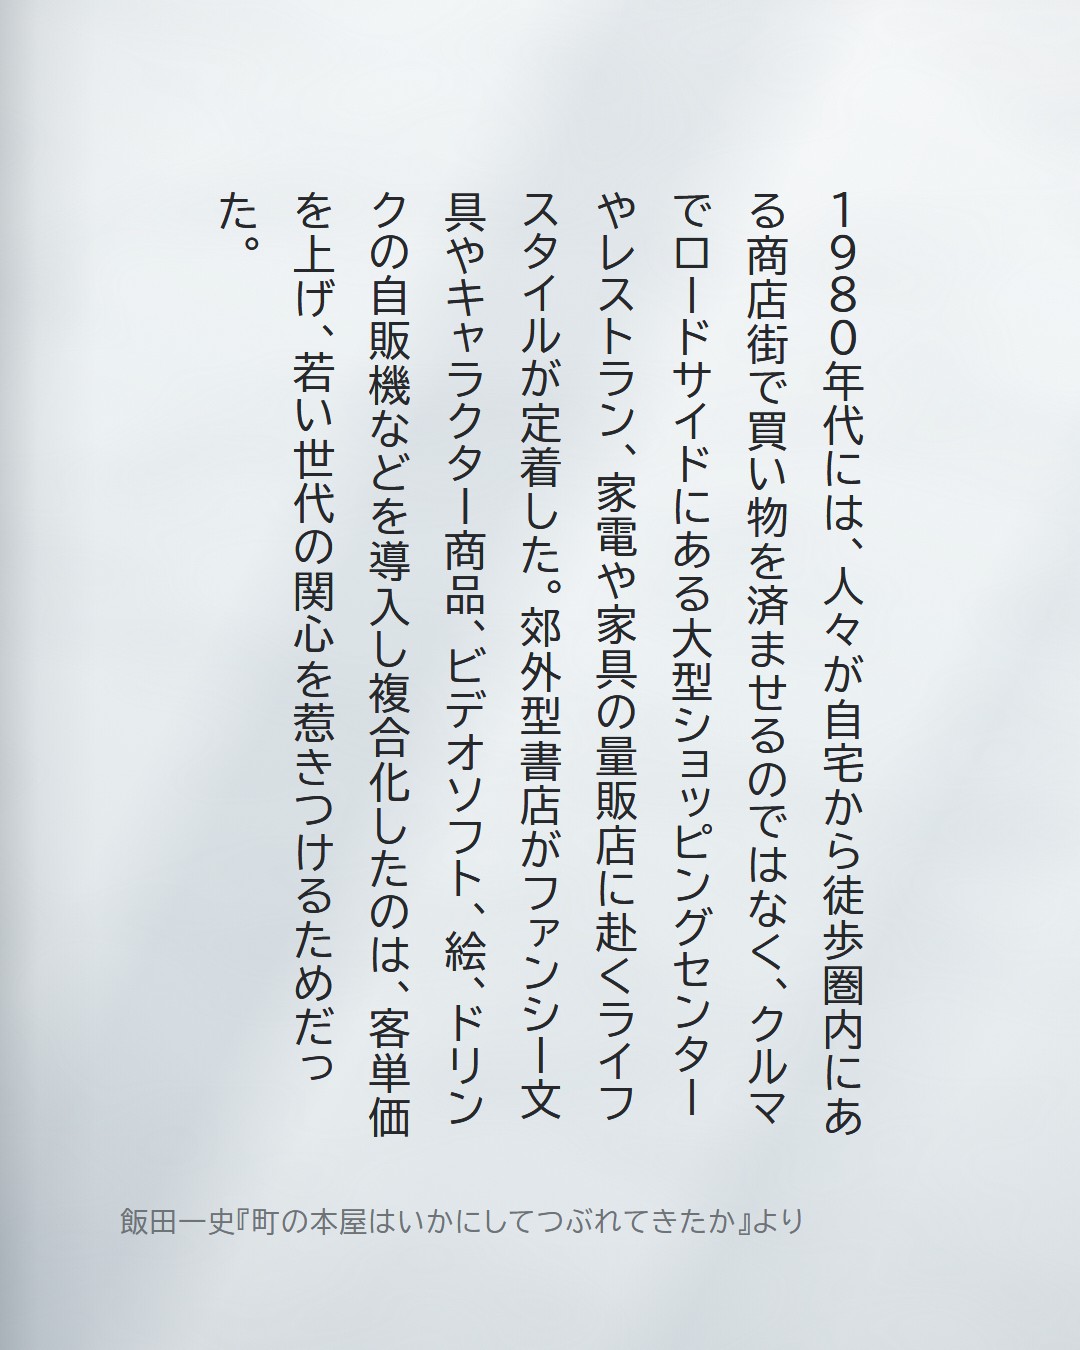 １９８０年代には、人々が自宅から徒歩圏内にあ
る商店街で買い物を済ませるのではなく、クルマ
でロードサイドにある大型ショッピングセンター
やレストラン、家電や家具の量販店に赴くライフ
スタイルが定着した。郊外型書店がファンシー文
具やキャラクター商品、ビデオソフト、絵、ドリン
クの自販機などを導入し複合化したのは、客単価
を上げ、若い世代の関心を惹きつけるためだっ
た。
飯田一史『町の本屋はいかにしてつぶれてきたか』より